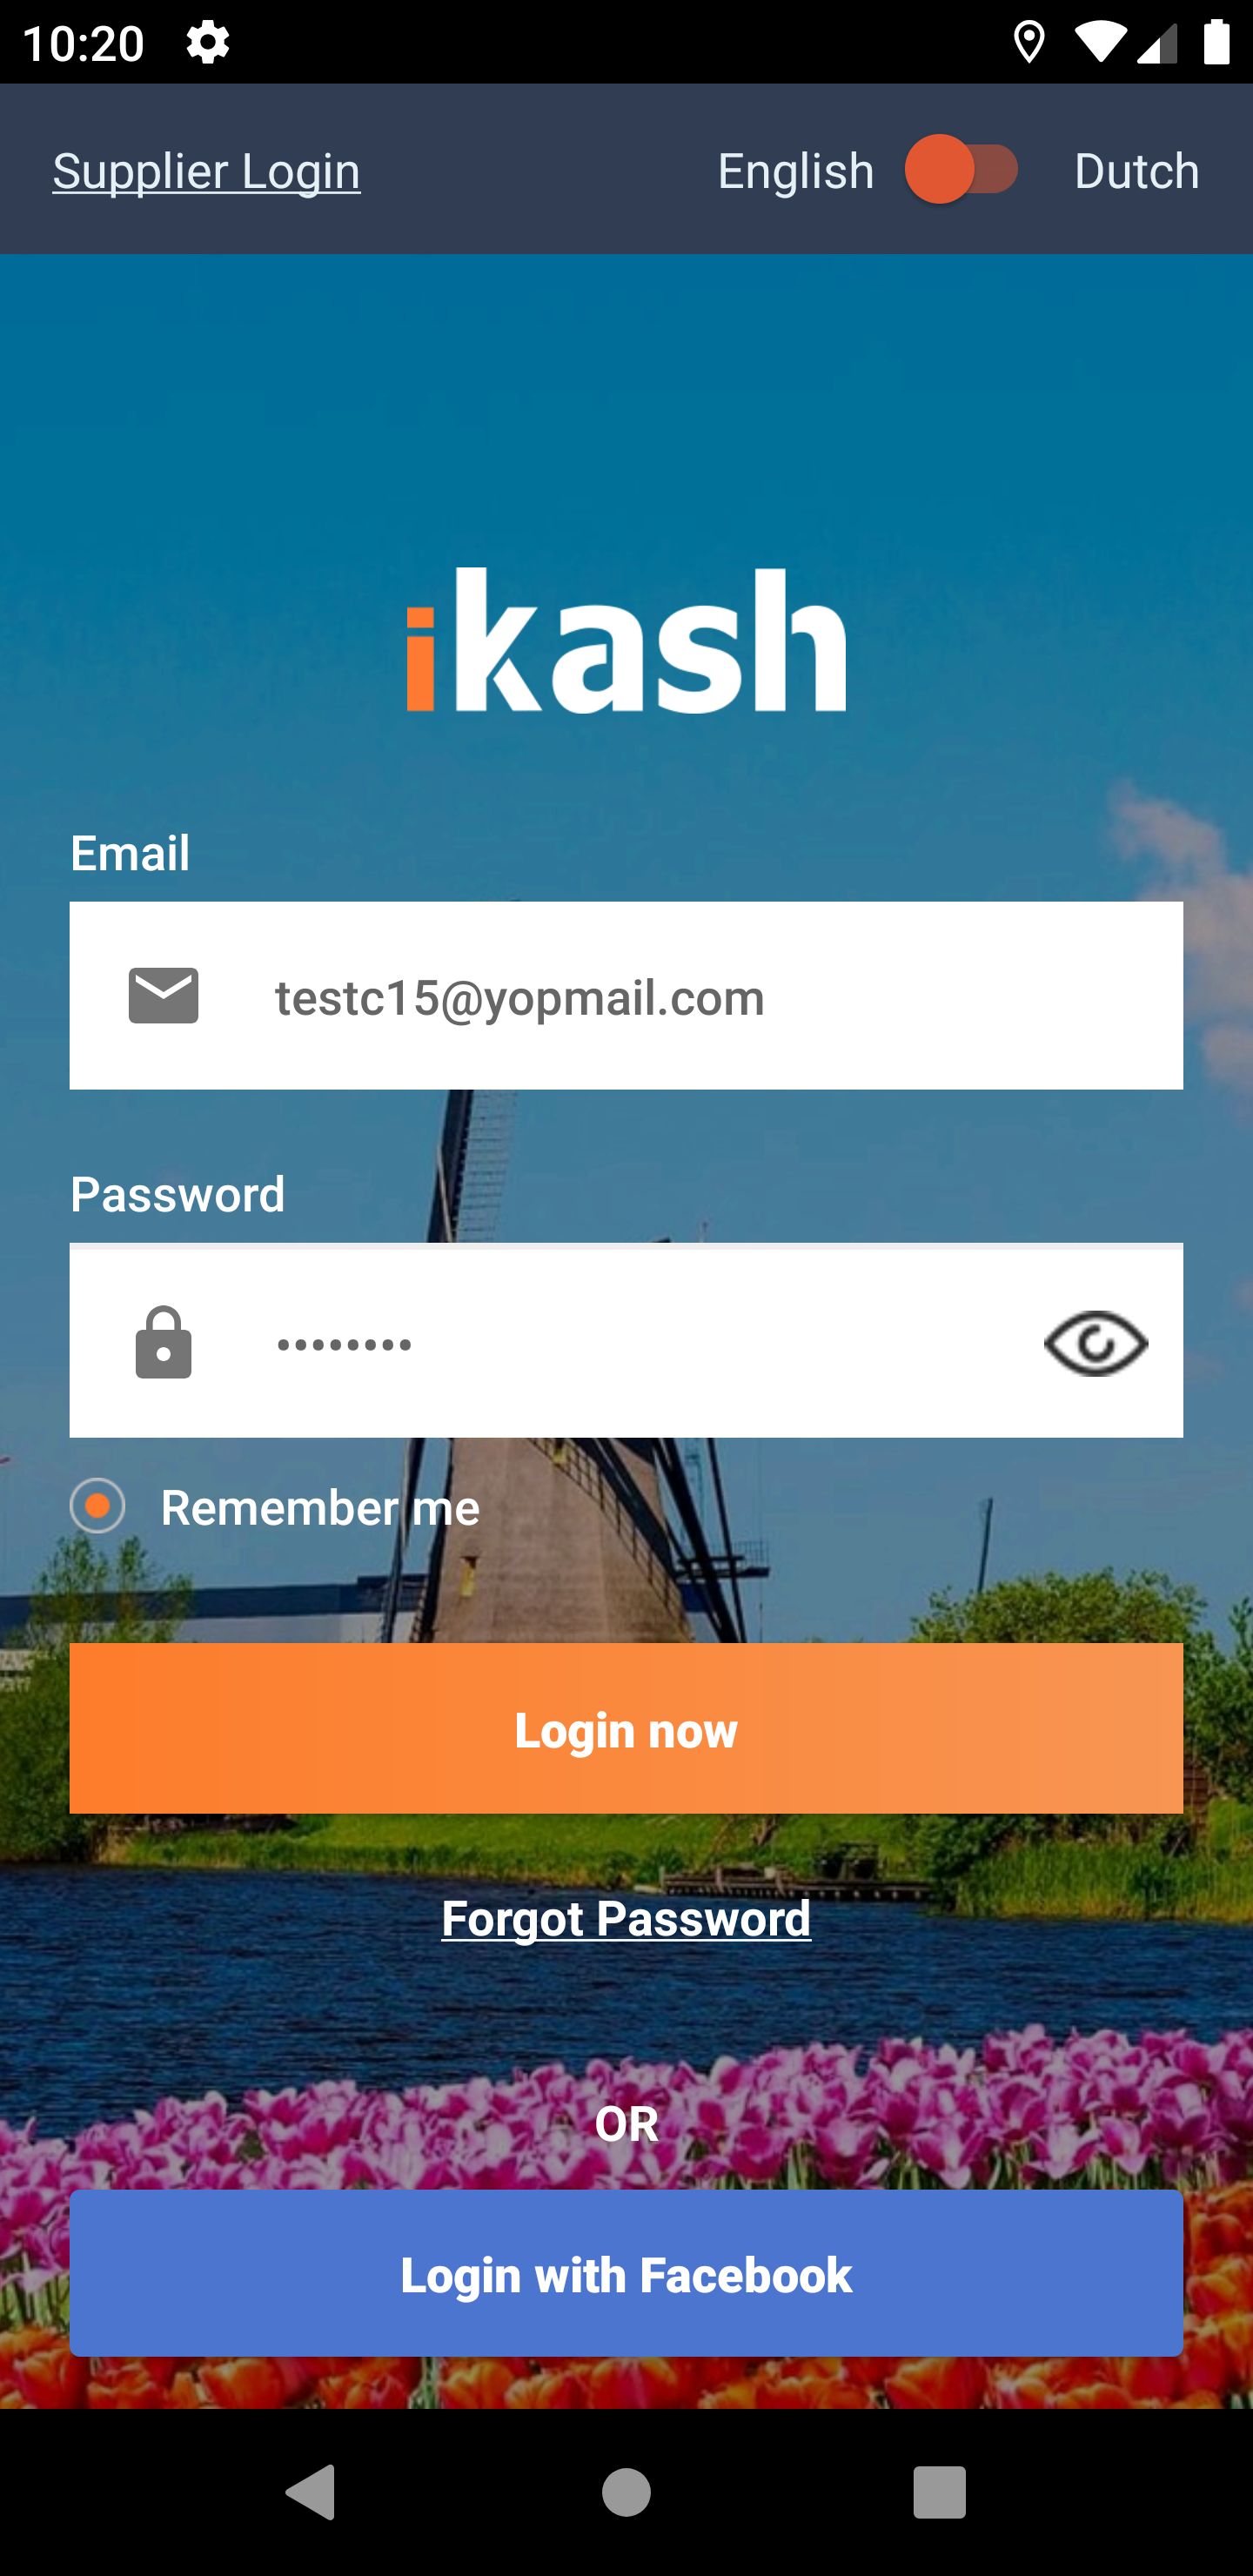 10:20
Supplier Login English Dutch
ikash
Email
testc15@yopmail.com
Password
••••••••
Remember me
Login now
Forgot Password
OR
Login with Facebook